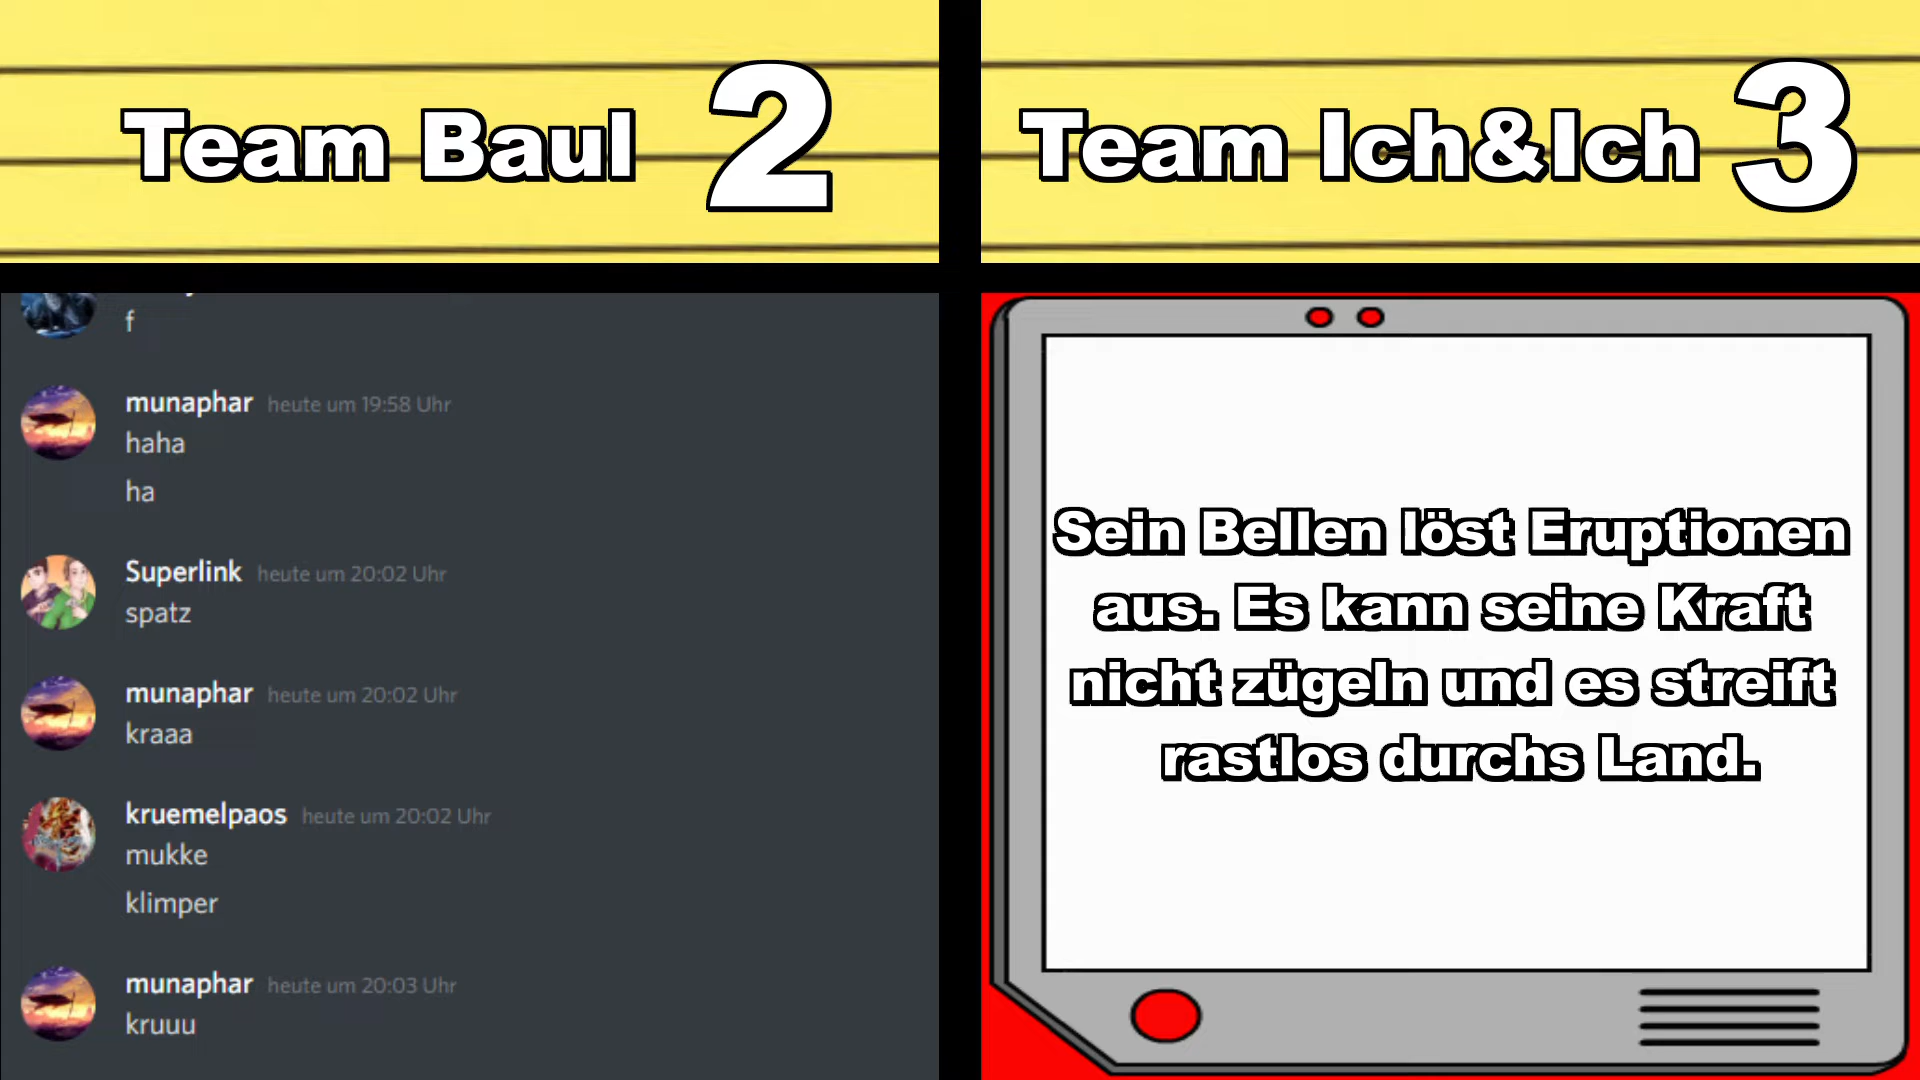 Team Baul 2
Team Ich&Ich 3
f
munaphar heute um 19:58 Uhr
haha
ha
Superlink heute um 20:02 Uhr
spatz
munaphar heute um 20:02 Uhr
kraaa
kruemelpaos heute um 20:02 Uhr
mukke
klimper
munaphar heute um 20:03 Uhr
kruuu
Sein Bellen löst Eruptionen
aus. Es kann seine Kraft
nicht zügeln und es streift
rastlos durchs Land.